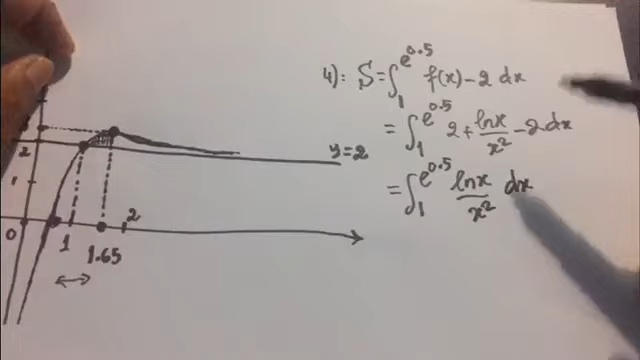 4): S = ∫₁^{e^{0.5}} f(x) - 2 dx
= ∫₁^{e^{0.5}} 2 + lnx/x² - 2 dx
= ∫₁^{e^{0.5}} lnx/x² dx
2
y=2
1
0
1
1.65
2